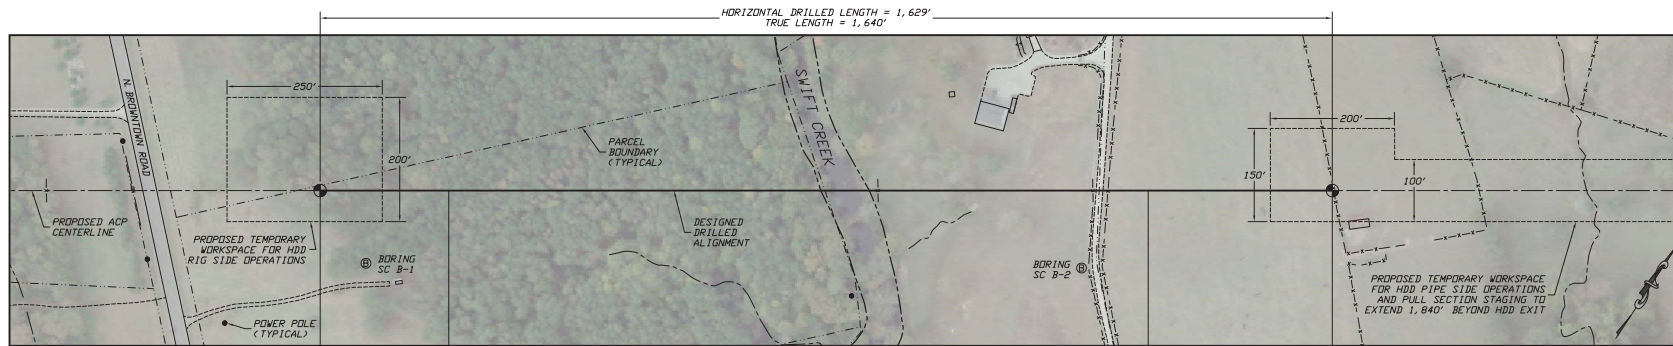 HORIZONTAL DRILLED LENGTH = 1,629'
TRUE LENGTH = 1,640'
N. BROWNTOWN ROAD
250'
200'
PARCEL
BOUNDARY
(TYPICAL)
SWIFT CREEK
200'
150'
100'
PROPOSED ACP
CENTERLINE
PROPOSED TEMPORARY
WORKSPACE FOR HDD
RIG SIDE OPERATIONS
BORING
SC B-1
DESIGNED
DRILLED
ALIGNMENT
BORING
SC B-2
PROPOSED TEMPORARY WORKSPACE
FOR HDD PIPE SIDE OPERATIONS
AND PULL SECTION STAGING TO
EXTEND 1,840' BEYOND HDD EXIT
POWER POLE
(TYPICAL)